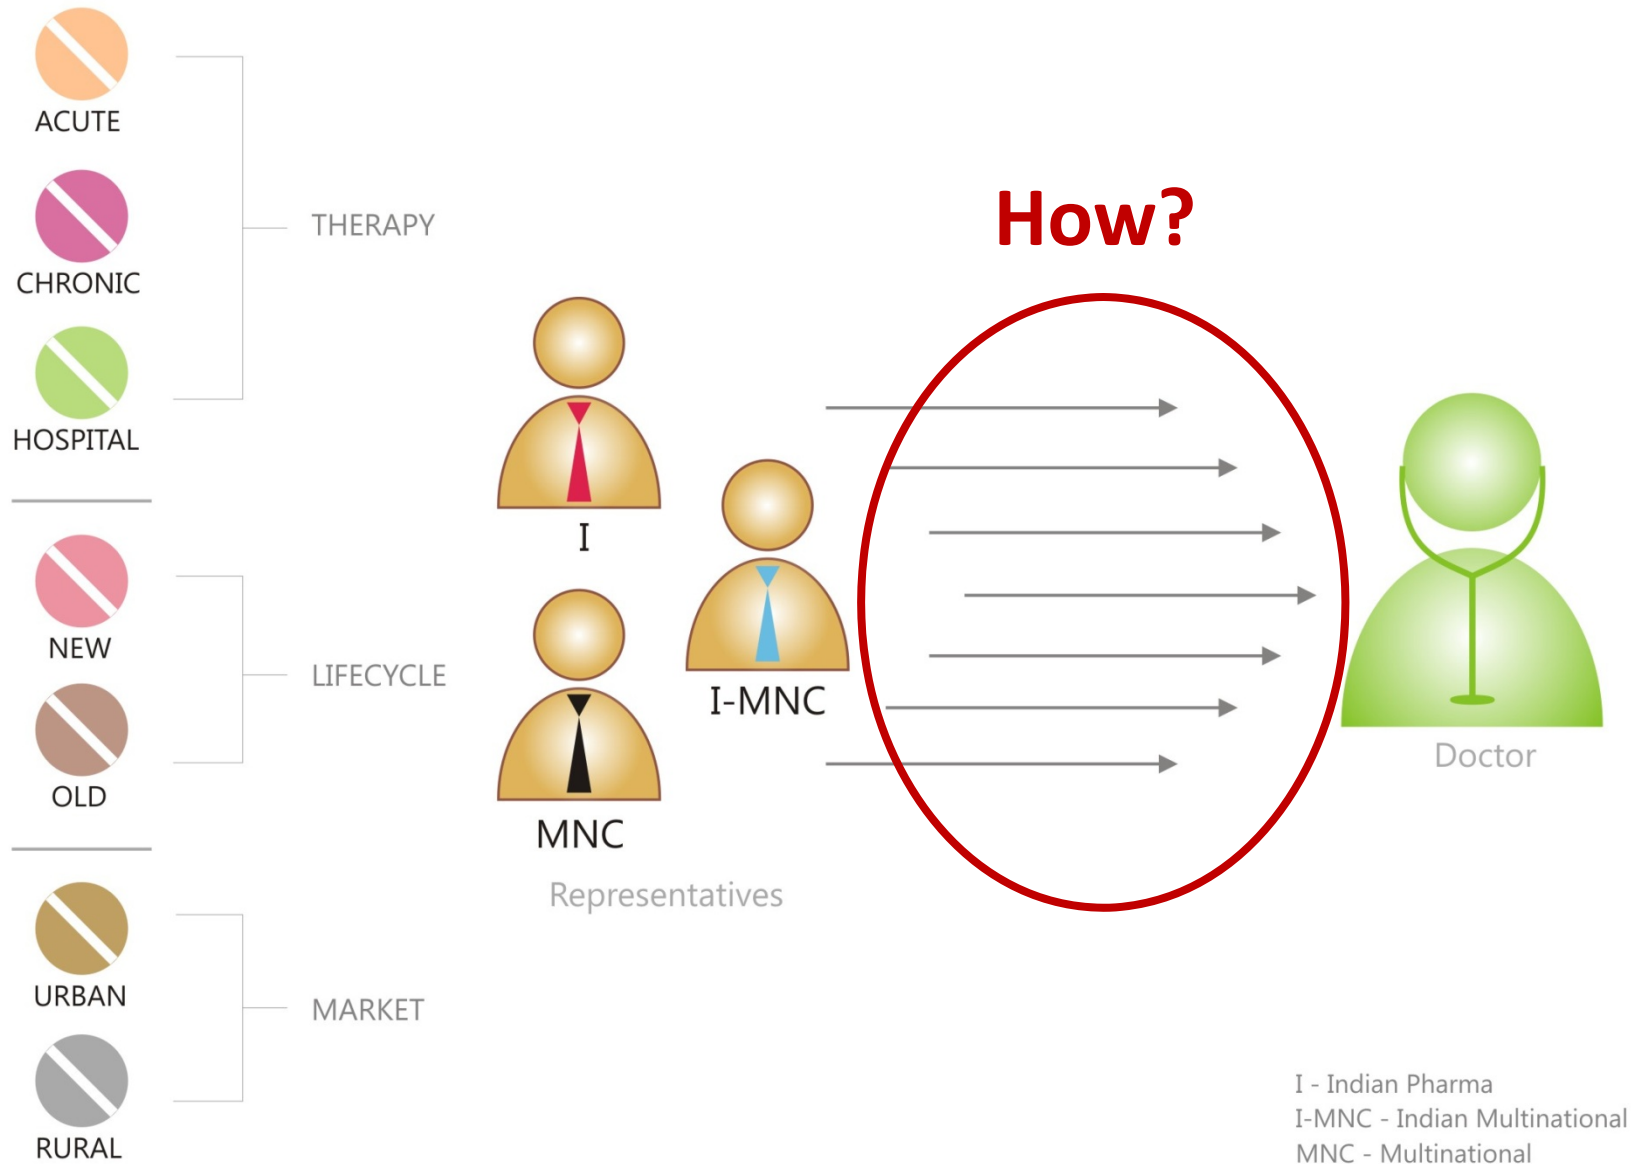 ACUTE
CHRONIC
HOSPITAL
THERAPY
NEW
OLD
LIFECYCLE
URBAN
RURAL
MARKET
I
I-MNC
MNC
Representatives
How?
Doctor
I - Indian Pharma
I-MNC - Indian Multinational
MNC - Multinational